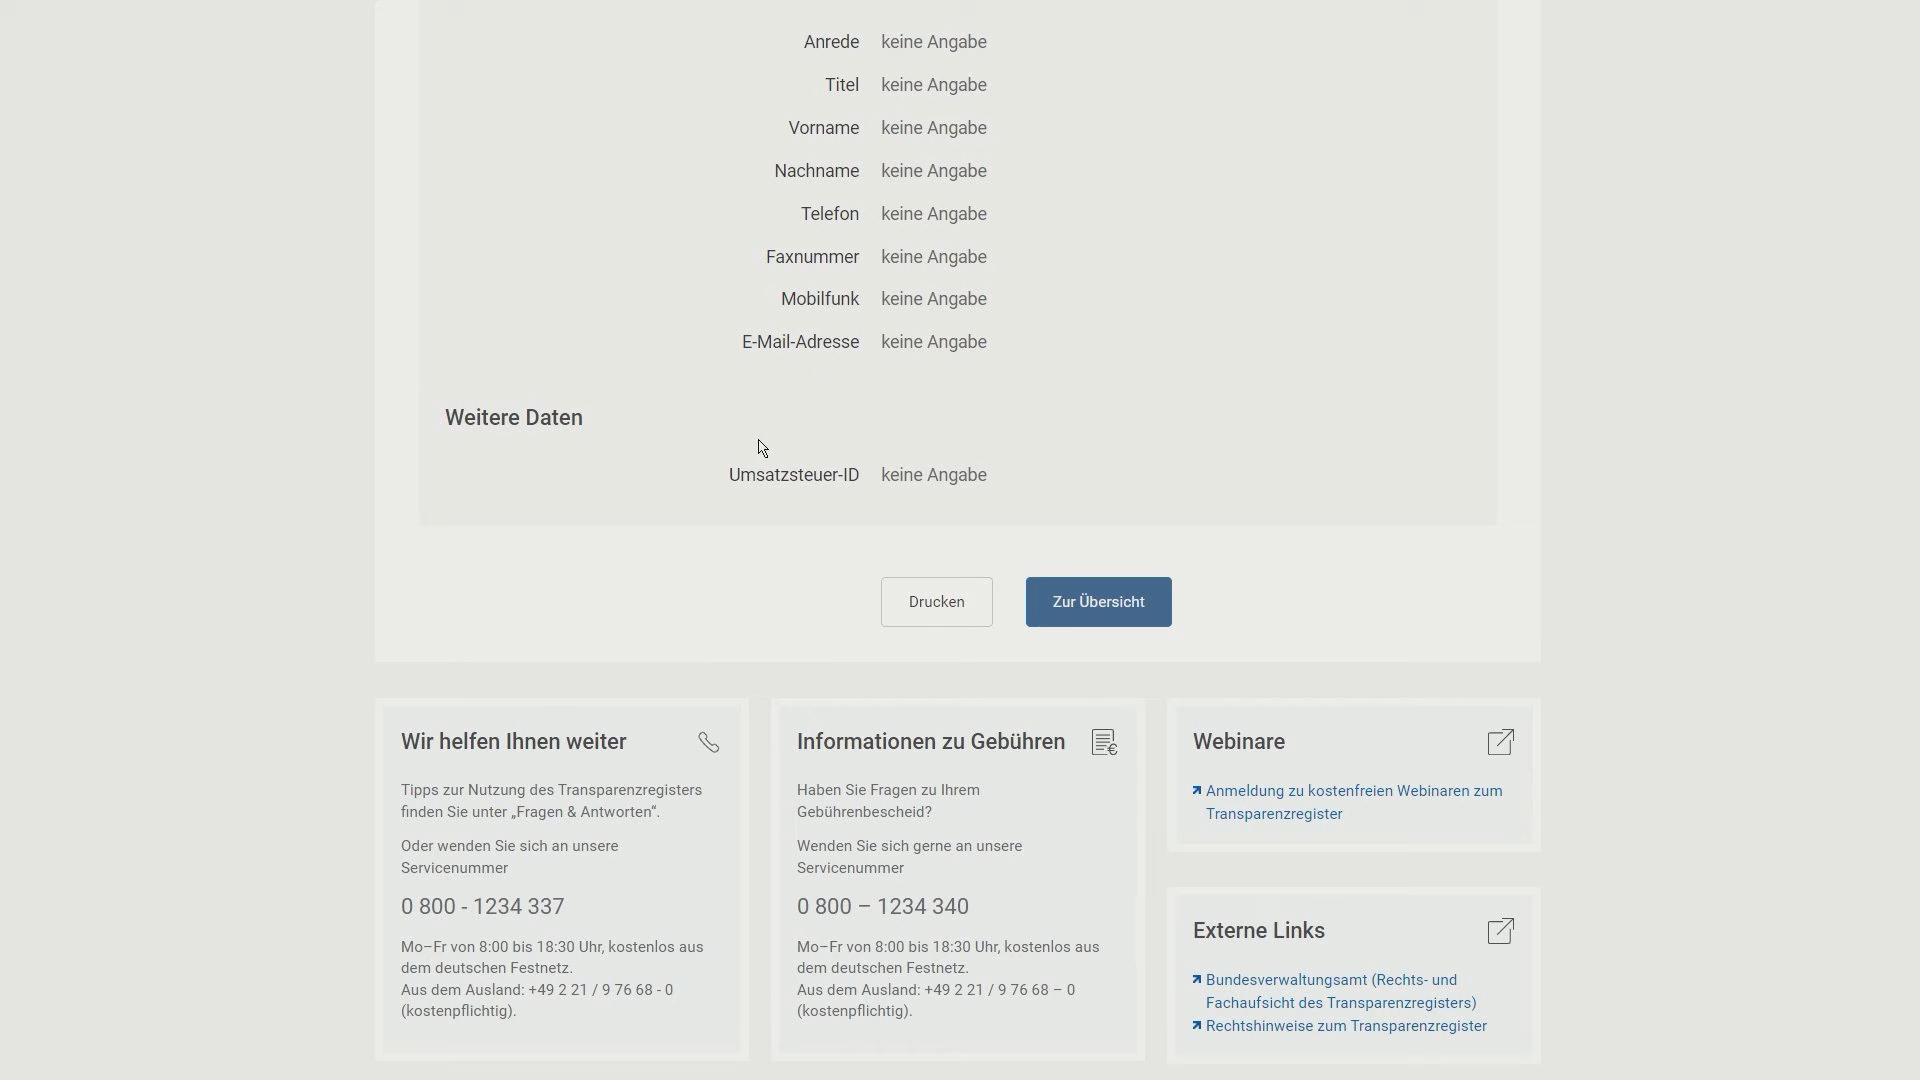 Anrede keine Angabe
Titel keine Angabe
Vorname keine Angabe
Nachname keine Angabe
Telefon keine Angabe
Faxnummer keine Angabe
Mobilfunk keine Angabe
E-Mail-Adresse keine Angabe
Weitere Daten
Umsatzsteuer-ID keine Angabe
Drucken Zur Übersicht
Wir helfen Ihnen weiter
Tipps zur Nutzung des Transparenzregisters
finden Sie unter „Fragen & Antworten“.
Oder wenden Sie sich an unsere
Servicenummer
0 800 - 1234 337
Mo–Fr von 8:00 bis 18:30 Uhr, kostenlos aus
dem deutschen Festnetz.
Aus dem Ausland: +49 2 21 / 9 76 68 - 0
(kostenpflichtig).
Informationen zu Gebühren
Haben Sie Fragen zu Ihrem
Gebührenbescheid?
Wenden Sie sich gerne an unsere
Servicenummer
0 800 – 1234 340
Mo–Fr von 8:00 bis 18:30 Uhr, kostenlos aus
dem deutschen Festnetz.
Aus dem Ausland: +49 2 21 / 9 76 68 – 0
(kostenpflichtig).
Webinare
Anmeldung zu kostenfreien Webinaren zum
Transparenzregister
Externe Links
Bundesverwaltungsamt (Rechts- und
Fachaufsicht des Transparenzregisters)
Rechtshinweise zum Transparenzregister